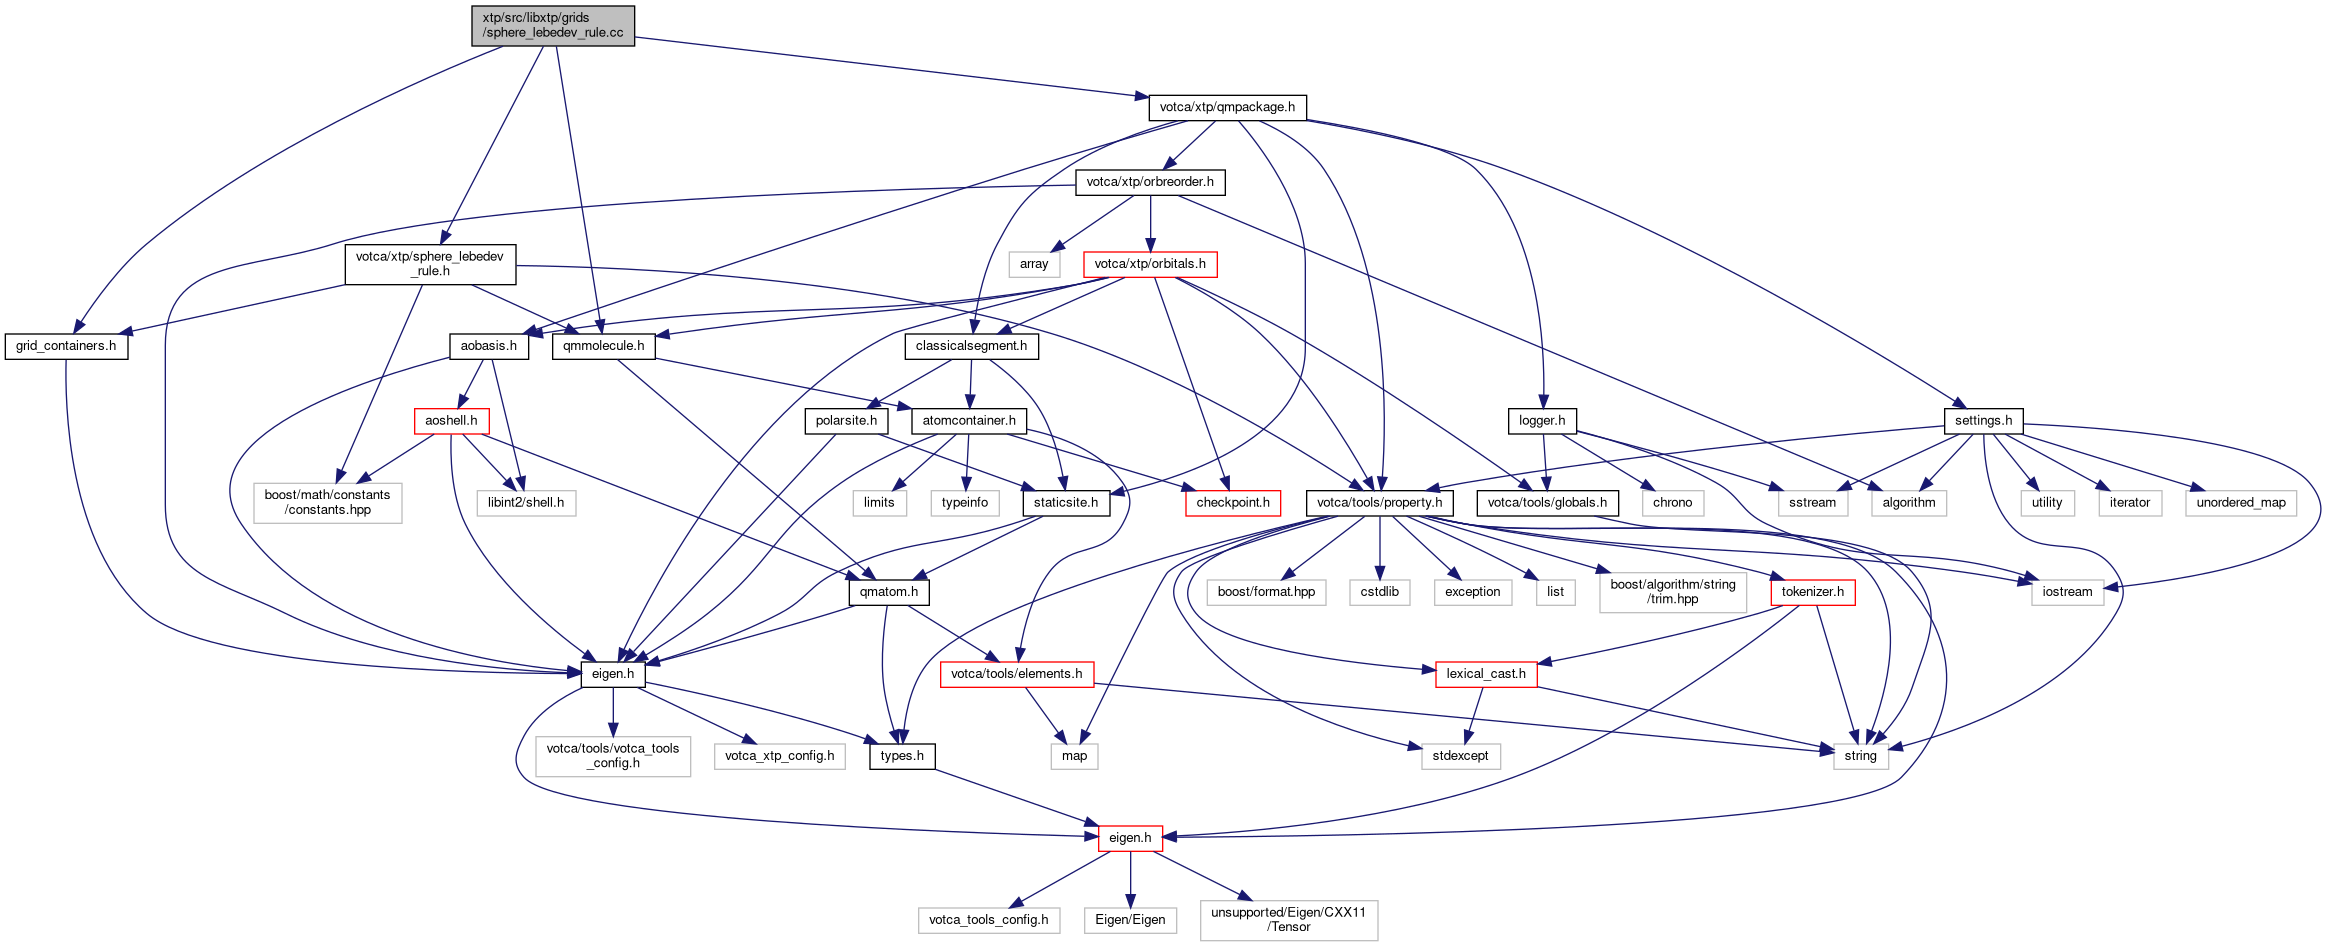 xtp/src/libxtp/grids
/sphere_lebedev_rule.cc
votca/xtp/qmpackage.h
votca/xtp/orbreorder.h
votca/xtp/sphere_lebedev
_rule.h
array
votca/xtp/orbitals.h
grid_containers.h
aobasis.h
qmmolecule.h
classicalsegment.h
aoshell.h
polarsite.h
atomcontainer.h
logger.h
settings.h
boost/math/constants
/constants.hpp
libint2/shell.h
limits
typeinfo
staticsite.h
checkpoint.h
votca/tools/property.h
votca/tools/globals.h
chrono
sstream
algorithm
utility
iterator
unordered_map
qmatom.h
boost/format.hpp
cstdlib
exception
list
boost/algorithm/string
/trim.hpp
tokenizer.h
iostream
eigen.h
votca/tools/elements.h
lexical_cast.h
votca/tools/votca_tools
_config.h
votca_xtp_config.h
types.h
map
stdexcept
string
eigen.h
votca_tools_config.h
Eigen/Eigen
unsupported/Eigen/CXX11
/Tensor